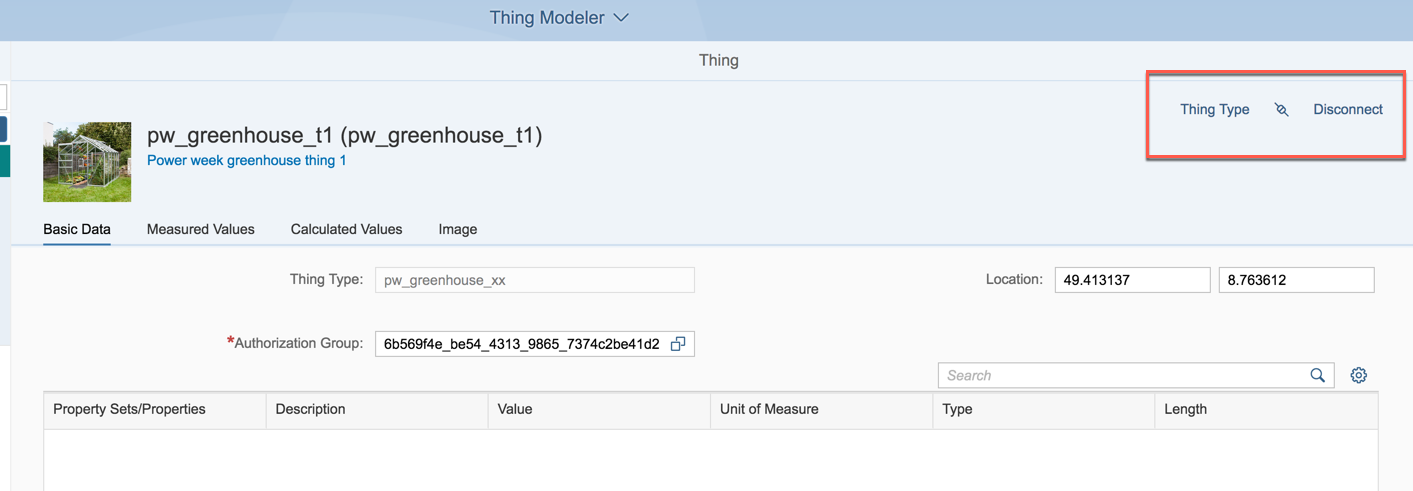 Thing Modeler
Thing
Thing Type Disconnect
pw_greenhouse_t1 (pw_greenhouse_t1)
Power week greenhouse thing 1
Basic Data Measured Values Calculated Values Image
Thing Type: pw_greenhouse_xx Location: 49.413137 8.763612
*Authorization Group: 6b569f4e_be54_4313_9865_7374c2be41d2
Search
Property Sets/Properties Description Value Unit of Measure Type Length